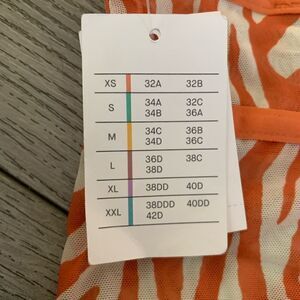 XS 32A 32B
S 34A 32C
34B 36A
M 34C 36B
34D 36C
L 36D 38C
38D
XL 38DD 40D
XXL 38DDD 40DD
42D